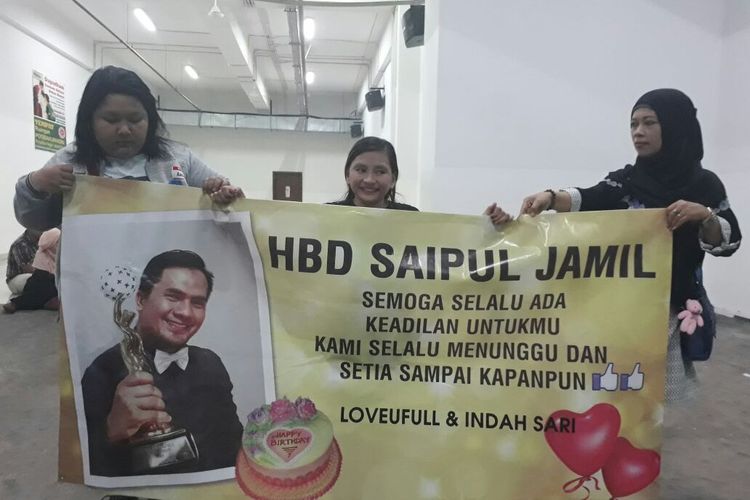 HBD SAIPUL JAMIL
SEMOGA SELALU ADA
KEADILAN UNTUKMU
KAMI SELALU MENUNGGU DAN
SETIA SAMPAI KAPANPUN
LOVEUFULL & INDAH SARI
HAPPY
BIRTHDAY